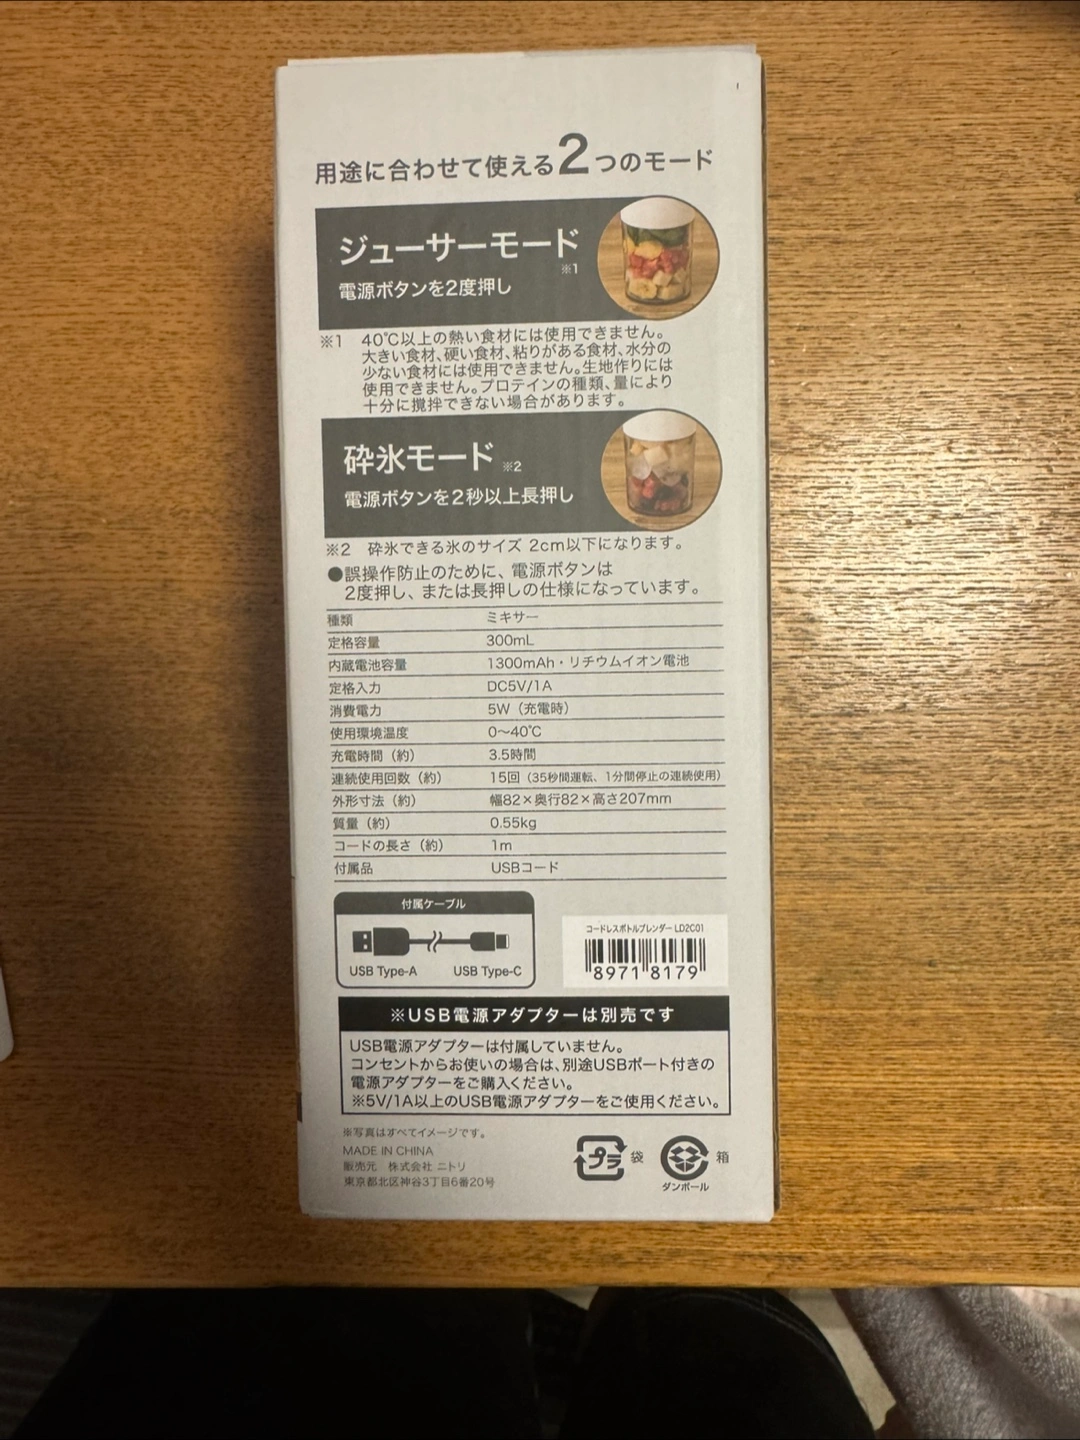 用途に合わせて使える2つのモード
ジューサーモード
※1
電源ボタンを2度押し
※1 40℃以上の熱い食材には使用できません。
大きい食材、硬い食材、粘りがある食材、水分の
少ない食材には使用できません。生地作りには
使用できません。プロテインの種類、量により
十分に撹拌できない場合があります。
砕氷モード ※2
電源ボタンを2秒以上長押し
※2 砕氷できる氷のサイズ 2cm以下になります。
●誤操作防止のために、電源ボタンは
2度押し、または長押しの仕様になっています。
種類 ミキサー
定格容量 300mL
内蔵電池容量 1300mAh・リチウムイオン電池
定格入力 DC5V/1A
消費電力 5W（充電時）
使用環境温度 0〜40℃
充電時間（約） 3.5時間
連続使用回数（約） 15回（35秒間運転、1分間停止の連続使用）
外形寸法（約） 幅82×奥行82×高さ207mm
質量（約） 0.55kg
コードの長さ（約） 1m
付属品 USBコード
付属ケーブル
USB Type-A USB Type-C
コードレスボトルブレンダー LD2C01
8971 8179
※USB電源アダプターは別売です
USB電源アダプターは付属していません。
コンセントからお使いの場合は、別途USBポート付きの
電源アダプターをご購入ください。
※5V/1A以上のUSB電源アダプターをご使用ください。
※写真はすべてイメージです。
MADE IN CHINA
販売元 株式会社 ニトリ
東京都北区神谷3丁目6番20号
プラ 袋
箱
ダンボール